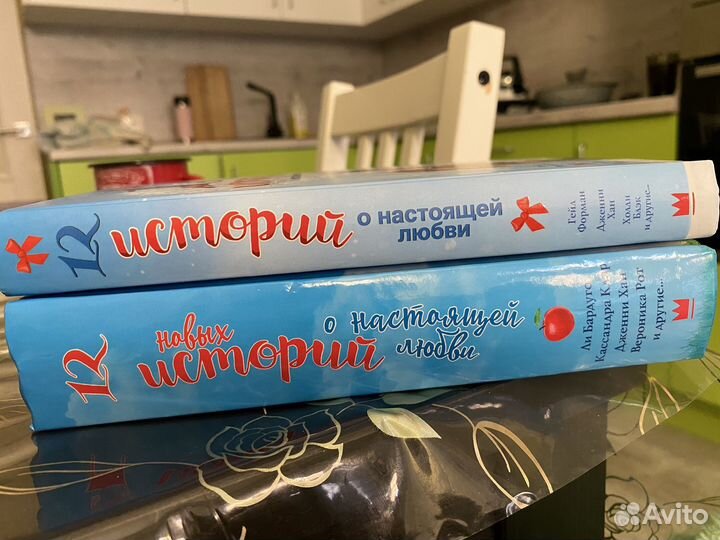 12 историй о настоящей
любви
Гейл
Форман
Дженни
Хан
Холли
Блэк
и другие...
12 новых
историй
о настоящей
любви
Ли Бардуго
Кассандра Клэр
Дженни Хан
Вероника Рот
и другие...
Avito